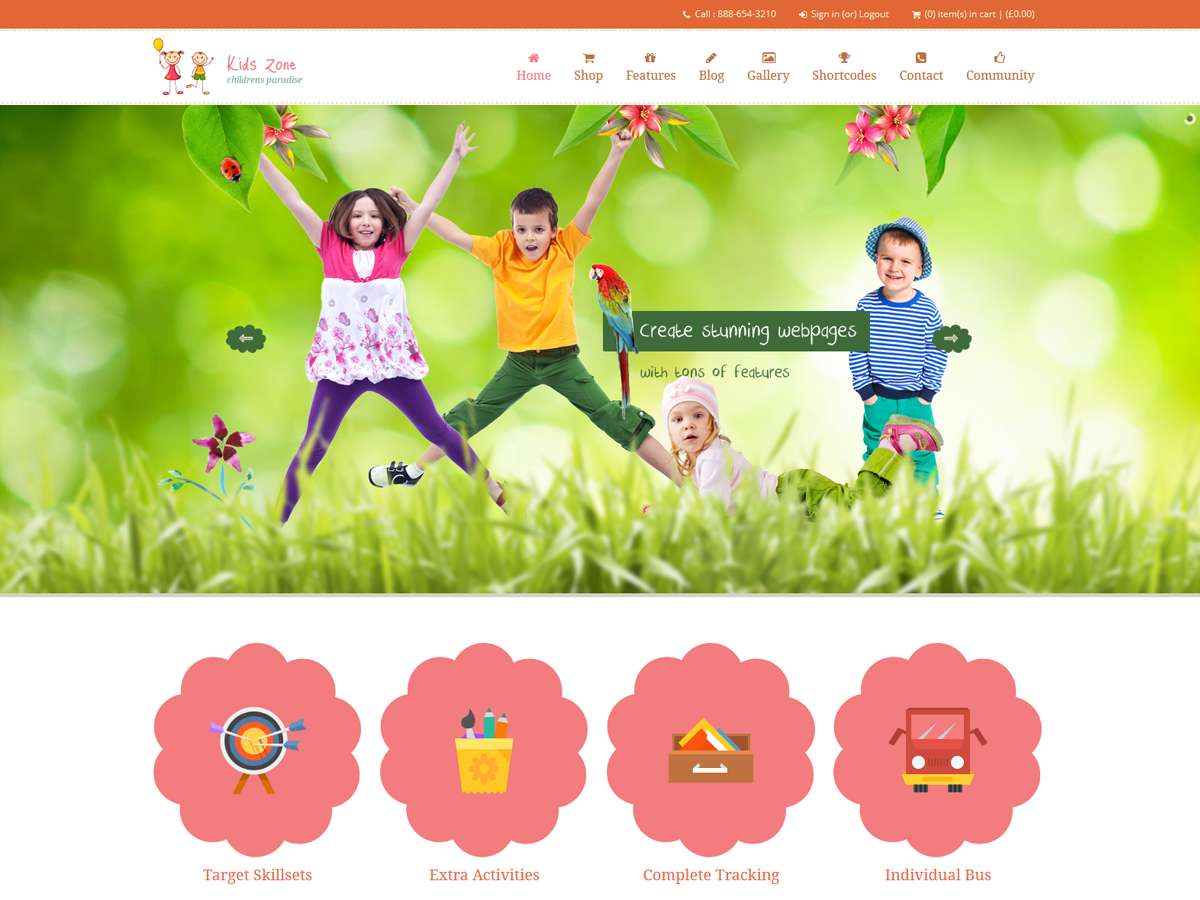 Call : 888-654-3210 Sign in (or) Logout (0) item(s) in cart | (£0.00)
Kids Zone
childrens paradise
Home Shop Features Blog Gallery Shortcodes Contact Community
Create stunning webpages
with tons of features
Target Skillsets Extra Activities Complete Tracking Individual Bus